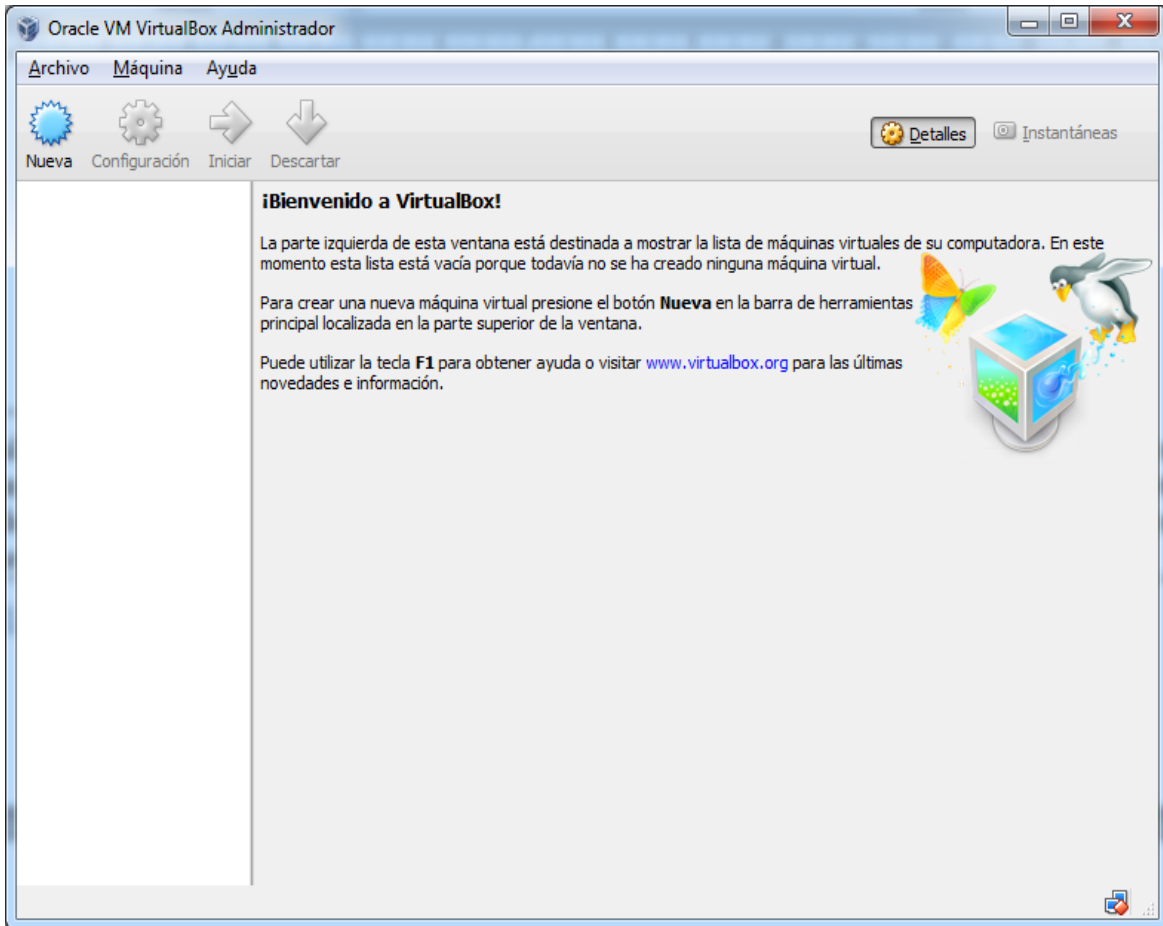 Oracle VM VirtualBox Administrador
Archivo Máquina Ayuda
Nueva Configuración Iniciar Descartar
Detalles Instantáneas
¡Bienvenido a VirtualBox!
La parte izquierda de esta ventana está destinada a mostrar la lista de máquinas virtuales de su computadora. En este
momento esta lista está vacía porque todavía no se ha creado ninguna máquina virtual.
Para crear una nueva máquina virtual presione el botón Nueva en la barra de herramientas
principal localizada en la parte superior de la ventana.
Puede utilizar la tecla F1 para obtener ayuda o visitar www.virtualbox.org para las últimas
novedades e información.